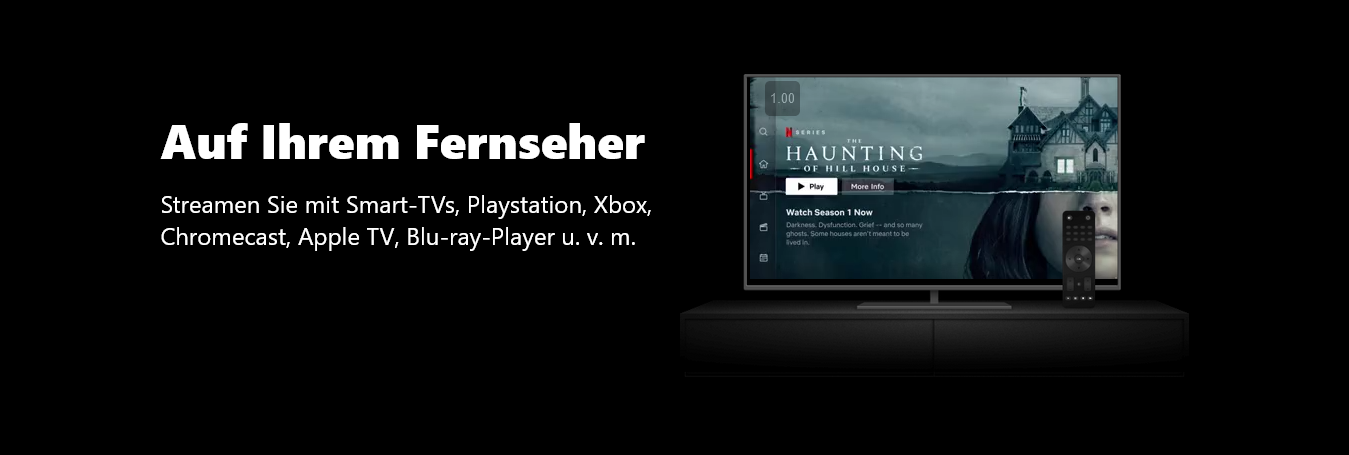 Auf Ihrem Fernseher
Streamen Sie mit Smart-TVs, Playstation, Xbox,
Chromecast, Apple TV, Blu-ray-Player u. v. m.
1.00
N SERIES
THE
HAUNTING
OF HILL HOUSE
Play
More Info
Watch Season 1 Now
Darkness. Dysfunction. Grief -- and so many
ghosts. Some houses aren't meant to be
lived in.